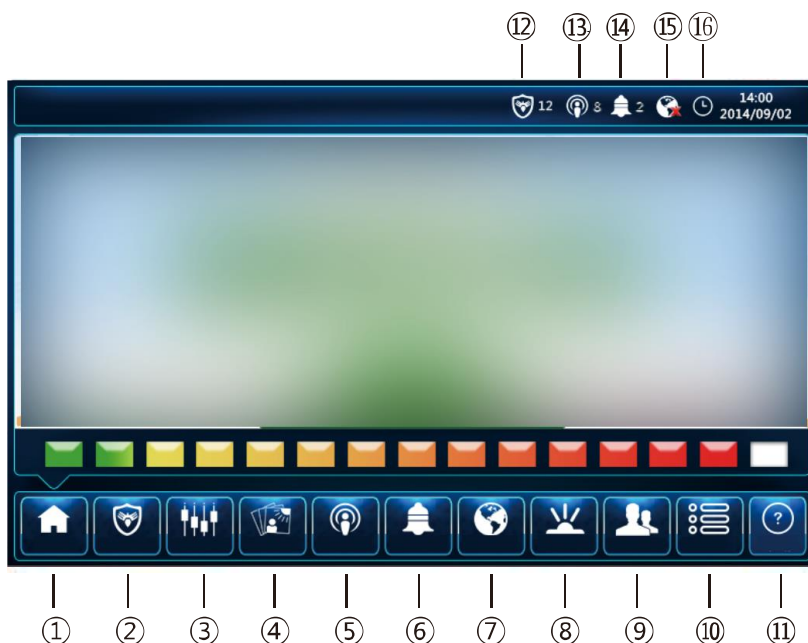 ⑫ ⑬ ⑭ ⑮ ⑯
12 8 2 14:00
2014/09/02
?
① ② ③ ④ ⑤ ⑥ ⑦ ⑧ ⑨ ⑩ ⑪